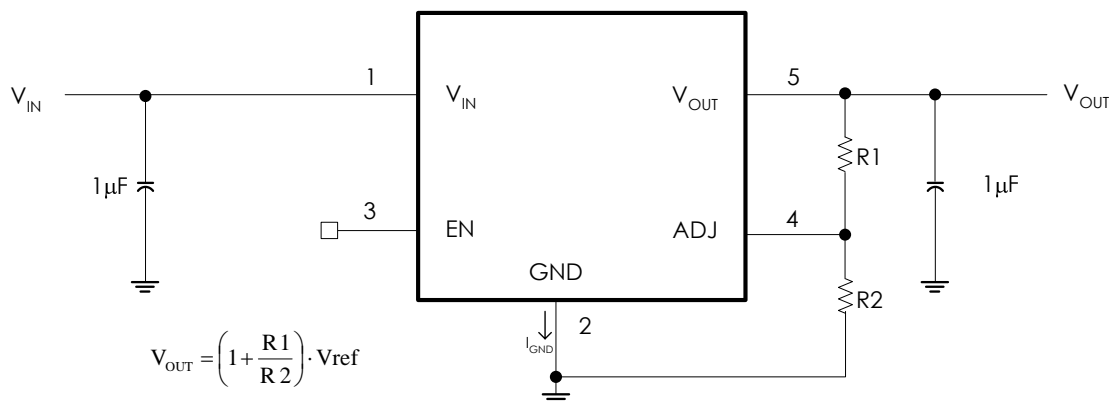 1
5
V_IN
V_IN
V_OUT
V_OUT
R1
1μF
1μF
3
EN
ADJ
4
GND
R2
2
I_GND
V_OUT = (1 + R1/R2) · Vref